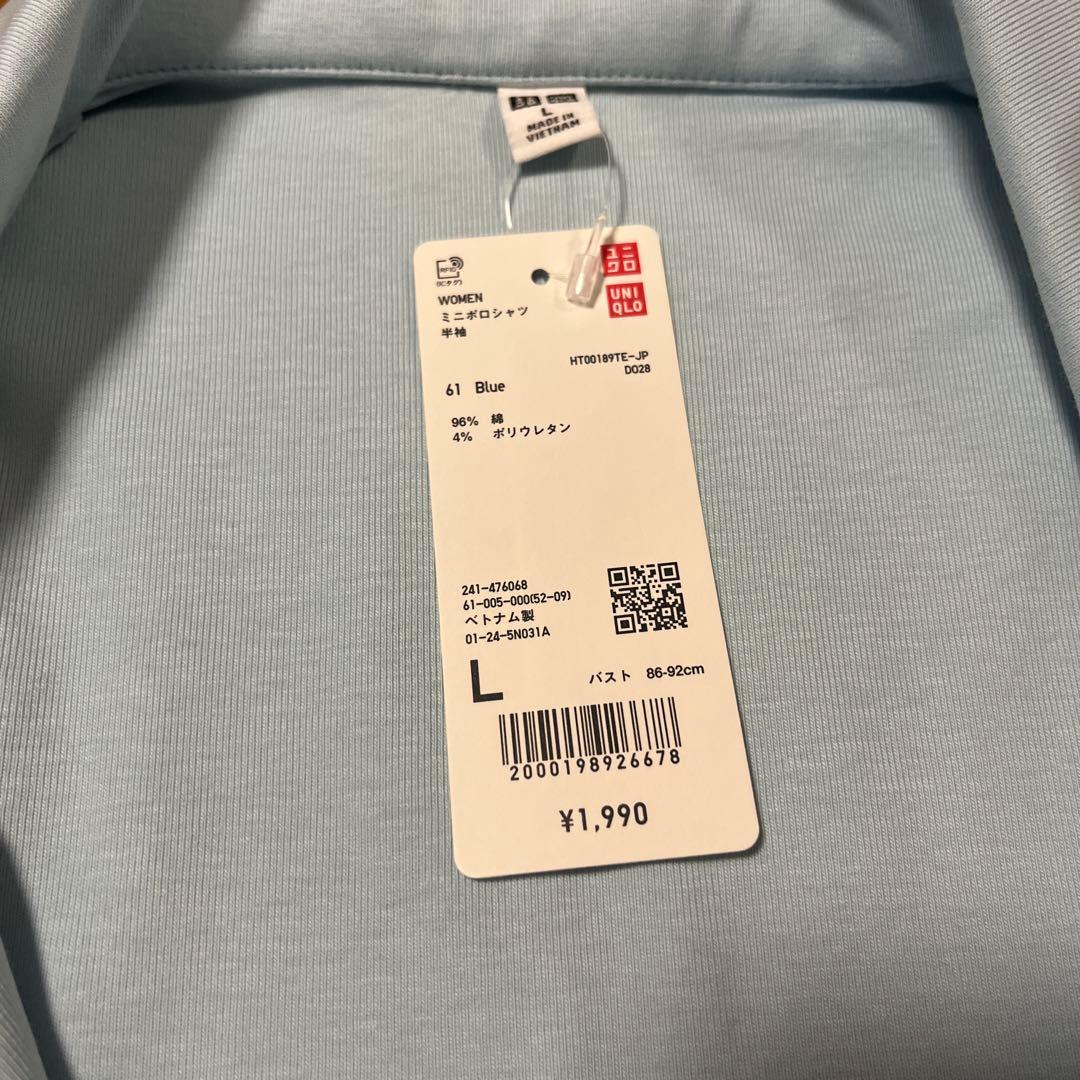 L
MADE IN
VIETNAM
RFID
(ICタグ)
ユニ
クロ
UNI
QLO
WOMEN
ミニポロシャツ
半袖
HT00189TE-JP
D028
61 Blue
96% 綿
4% ポリウレタン
241-476068
61-005-000(52-09)
ベトナム製
01-24-5N031A
L
バスト 86-92cm
2000198926678
¥1,990